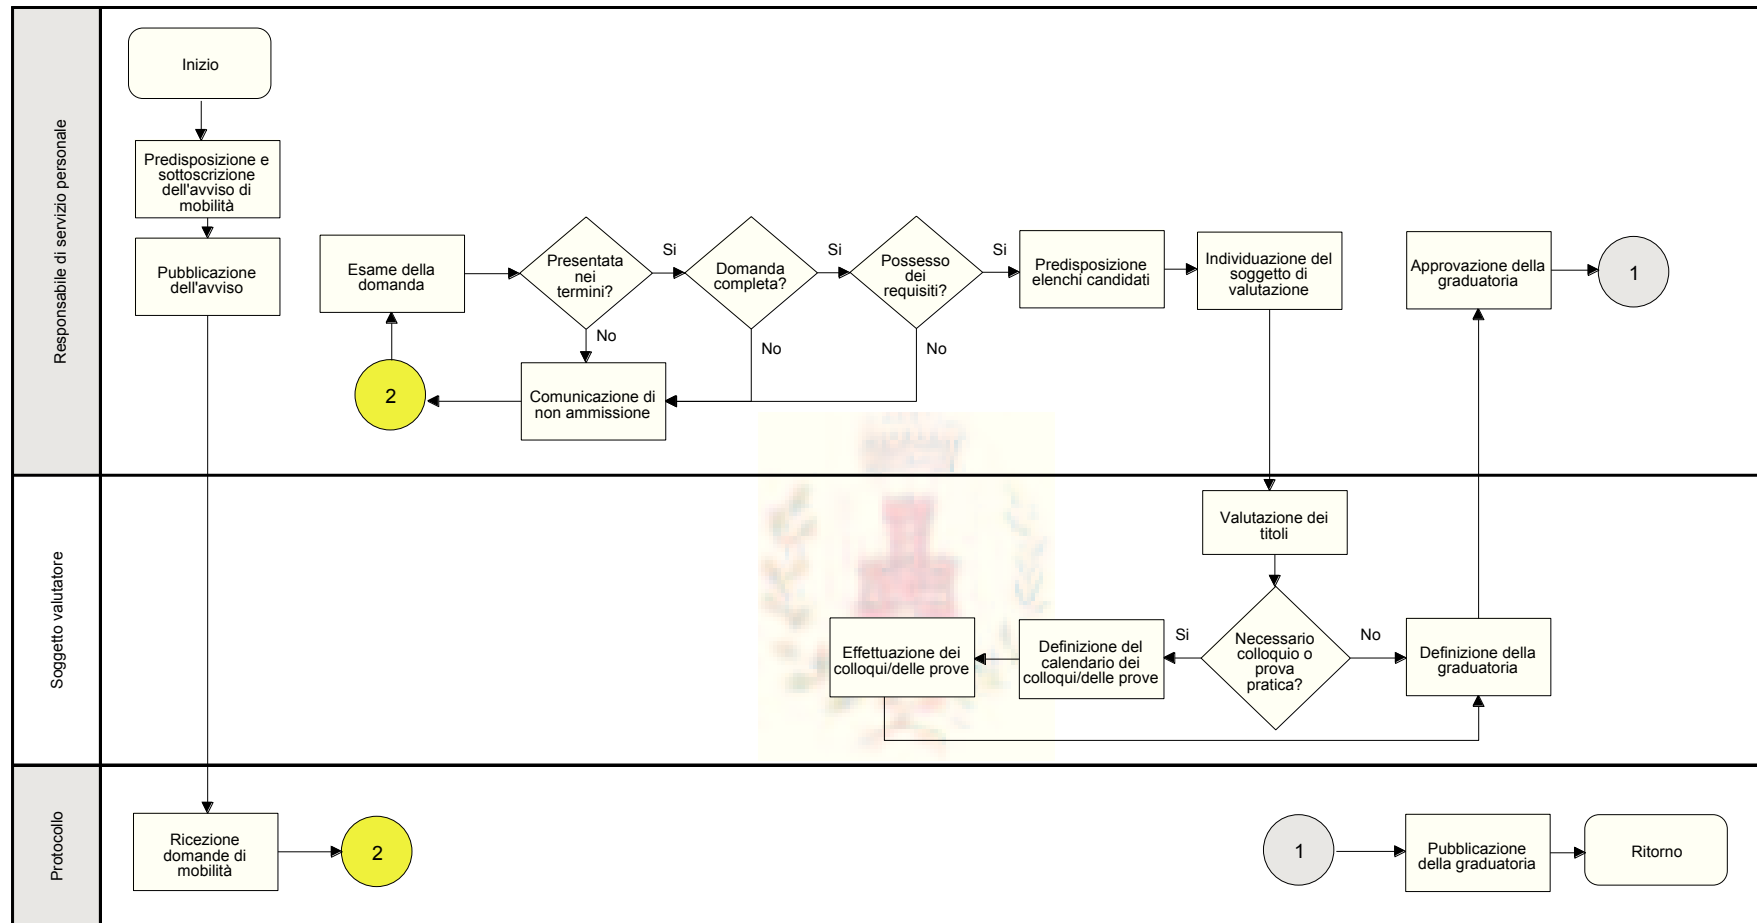 Responsabile di servizio personale
Inizio
Predisposizione e
sottoscrizione
dell'avviso di
mobilità
Pubblicazione
dell'avviso
Esame della
domanda
Presentata
nei
termini?
Si
No
Domanda
completa?
Si
No
Possesso
dei
requisiti?
Si
No
Predisposizione
elenchi candidati
Individuazione del
soggetto di
valutazione
Approvazione della
graduatoria
1
2
Comunicazione di
non ammissione
Soggetto valutatore
Valutazione dei
titoli
Necessario
colloquio o
prova
pratica?
Si
No
Definizione del
calendario dei
colloqui/delle prove
Effettuazione dei
colloqui/delle prove
Definizione della
graduatoria
Protocollo
Ricezione
domande di
mobilità
2
1
Pubblicazione
della graduatoria
Ritorno